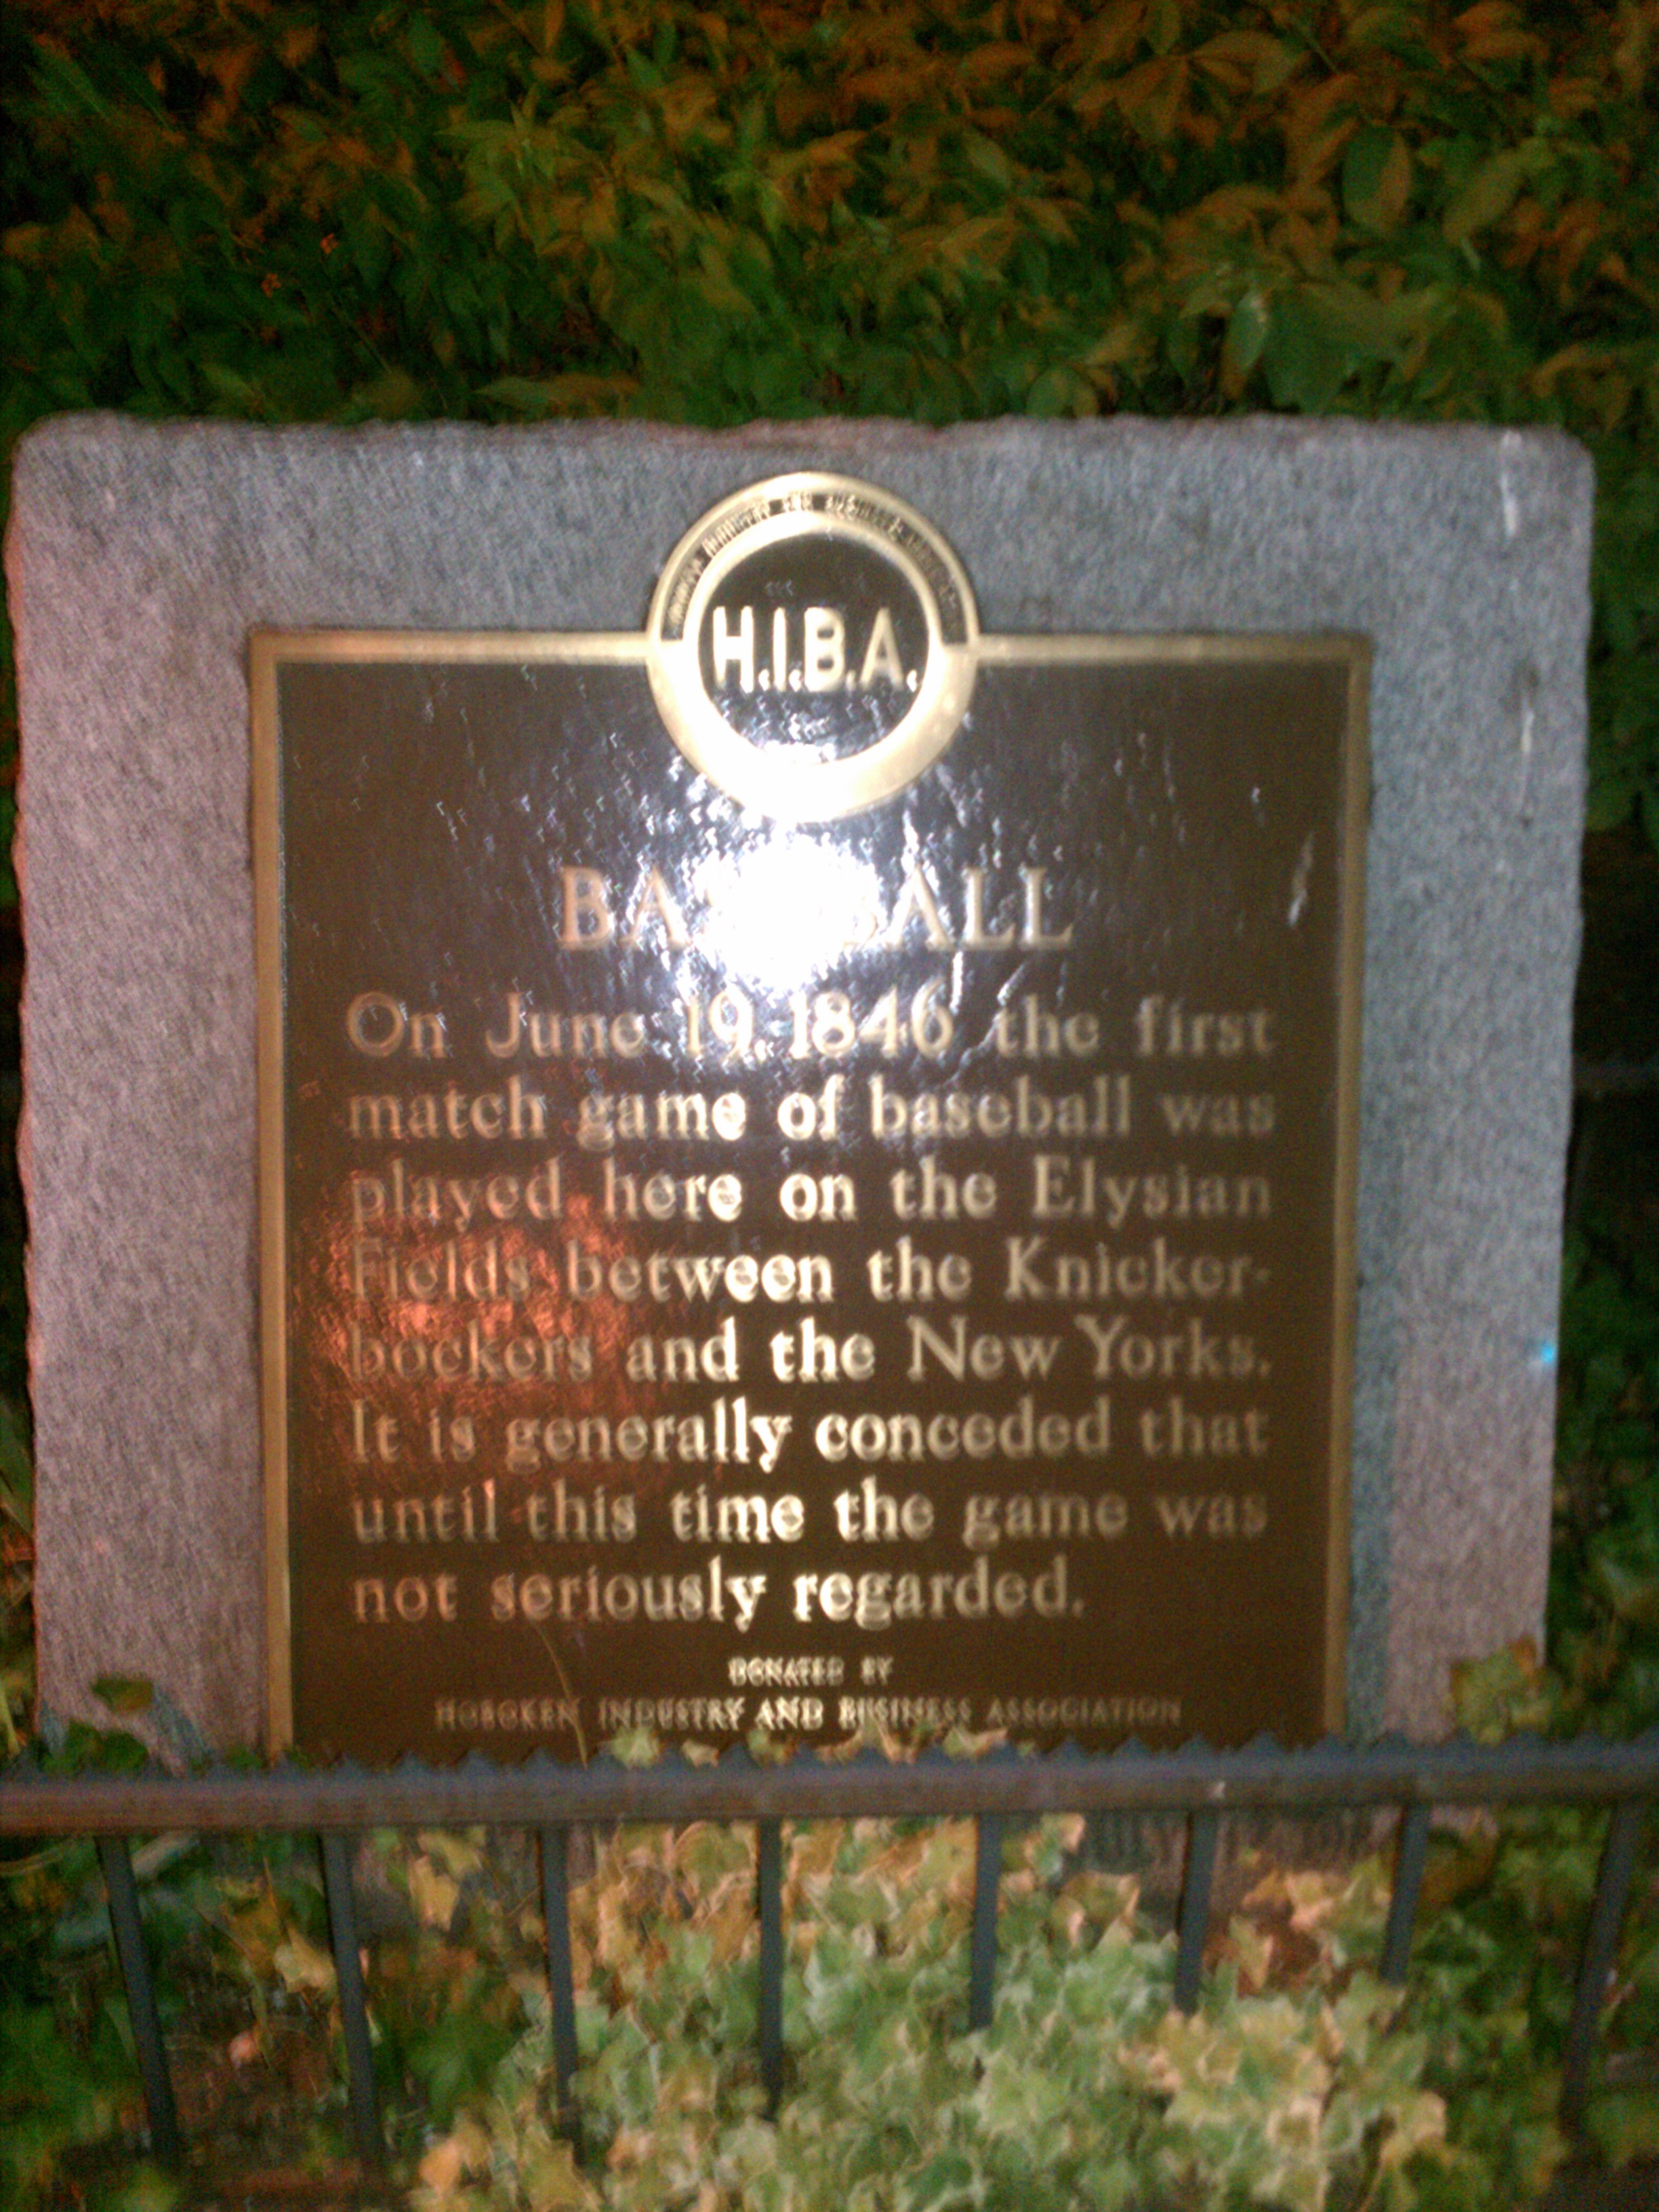 H.I.B.A.
BASEBALL
On June 19, 1846 the first
match game of baseball was
played here on the Elysian
Fields between the Knicker-
bockers and the New Yorks.
It is generally conceded that
until this time the game was
not seriously regarded.
DONATED BY
HOBOKEN INDUSTRY AND BUSINESS ASSOCIATION